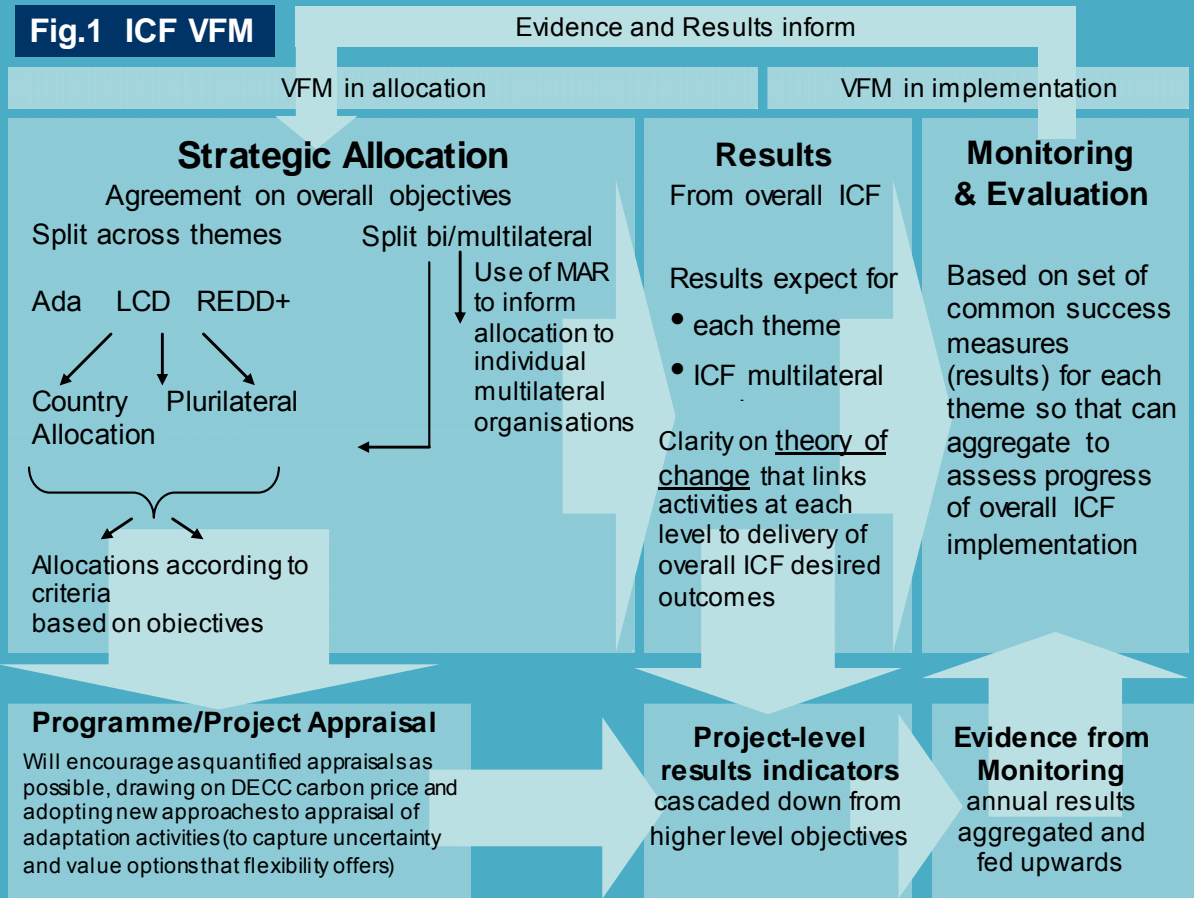 Fig.1 ICF VFM
Evidence and Results inform
VFM in allocation
VFM in implementation
Strategic Allocation
Agreement on overall objectives
Split across themes
Split bi/multilateral
Ada LCD REDD+
Use of MAR
to inform
allocation to
individual
multilateral
organisations
Country
Allocation
Plurilateral
Allocations according to
criteria
based on objectives
Results
From overall ICF
Results expect for
• each theme
• ICF multilateral
Clarity on theory of
change that links
activities at each
level to delivery of
overall ICF desired
outcomes
Monitoring
& Evaluation
Based on set of
common success
measures
(results) for each
theme so that can
aggregate to
assess progress
of overall ICF
implementation
Programme/Project Appraisal
Will encourage as quantified appraisals as
possible, drawing on DECC carbon price and
adopting new approaches to appraisal of
adaptation activities (to capture uncertainty
and value options that flexibility offers)
Project-level
results indicators
cascaded down from
higher level objectives
Evidence from
Monitoring
annual results
aggregated and
fed upwards